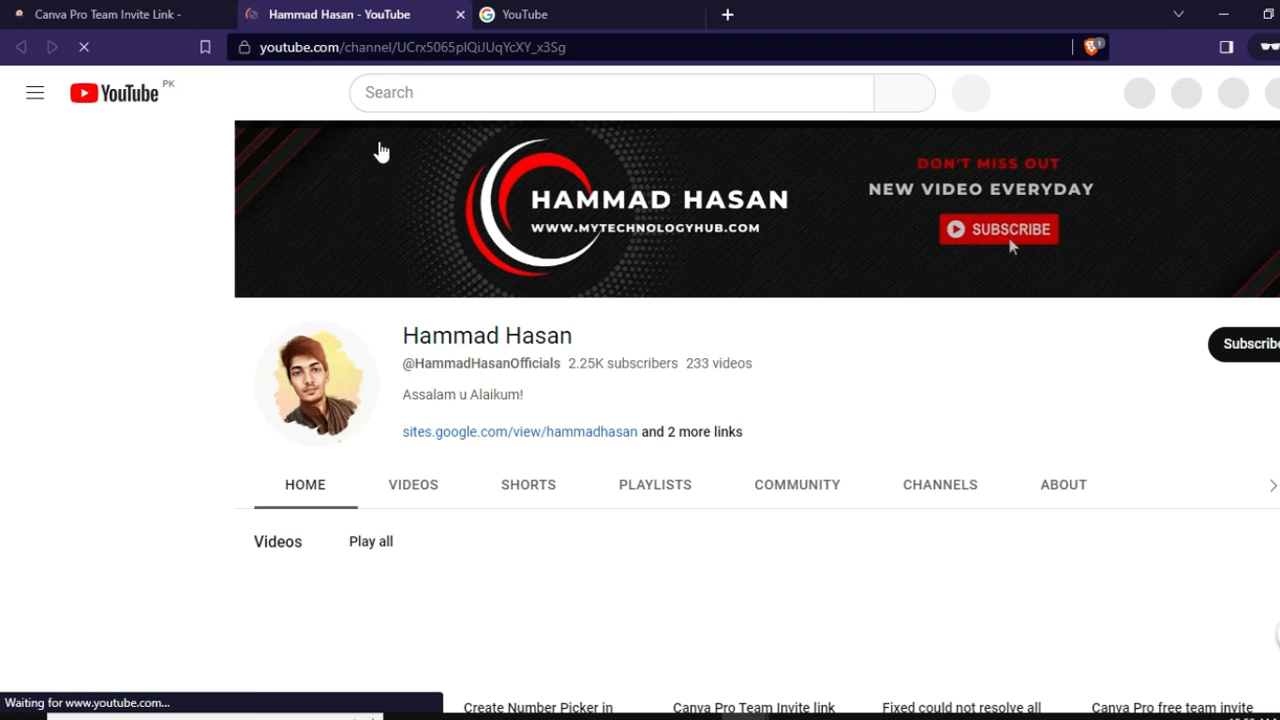 Canva Pro Team Invite Link -
Hammad Hasan - YouTube
YouTube
youtube.com/channel/UCrx5065plQiJUqYcXY_x3Sg
1
YouTube PK
Search
HAMMAD HASAN
WWW.MYTECHNOLOGYHUB.COM
DON'T MISS OUT
NEW VIDEO EVERYDAY
SUBSCRIBE
Hammad Hasan
Subscribe
@HammadHasanOfficials 2.25K subscribers 233 videos
Assalam u Alaikum!
sites.google.com/view/hammadhasan and 2 more links
HOME VIDEOS SHORTS PLAYLISTS COMMUNITY CHANNELS ABOUT
Videos Play all
Waiting for www.youtube.com...
Create Number Picker in
Canva Pro Team Invite link
Fixed could not resolve all
Canva Pro free team invite